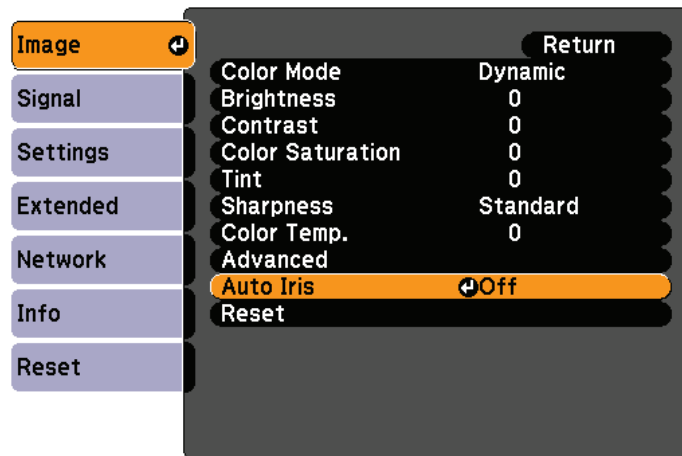 Image
Signal
Settings
Extended
Network
Info
Reset
Return
Color Mode Dynamic
Brightness 0
Contrast 0
Color Saturation 0
Tint 0
Sharpness Standard
Color Temp. 0
Advanced
Auto Iris Off
Reset